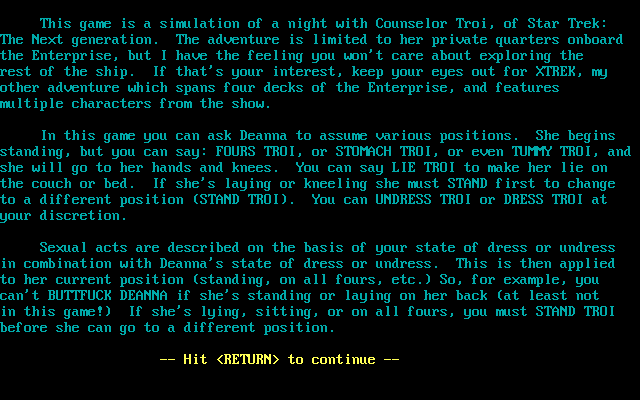 This game is a simulation of a night with Counselor Troi, of Star Trek:
The Next generation.  The adventure is limited to her private quarters onboard
the Enterprise, but I have the feeling you won't care about exploring the
rest of the ship.  If that's your interest, keep your eyes out for XTREK, my
other adventure which spans four decks of the Enterprise, and features
multiple characters from the show.
In this game you can ask Deanna to assume various positions.  She begins
standing, but you can say: FOURS TROI, or STOMACH TROI, or even TUMMY TROI, and
she will go to her hands and knees.  You can say LIE TROI to make her lie on
the couch or bed.  If she's laying or kneeling she must STAND first to change
to a different position (STAND TROI).  You can UNDRESS TROI or DRESS TROI at
your discretion.
Sexual acts are described on the basis of your state of dress or undress
in combination with Deanna's state of dress or undress.  This is then applied
to her current position (standing, on all fours, etc.) So, for example, you
can't BUTTFUCK DEANNA if she's standing or laying on her back (at least not
in this game!)  If she's lying, sitting, or on all fours, you must STAND TROI
before she can go to a different position.
-- Hit <RETURN> to continue --